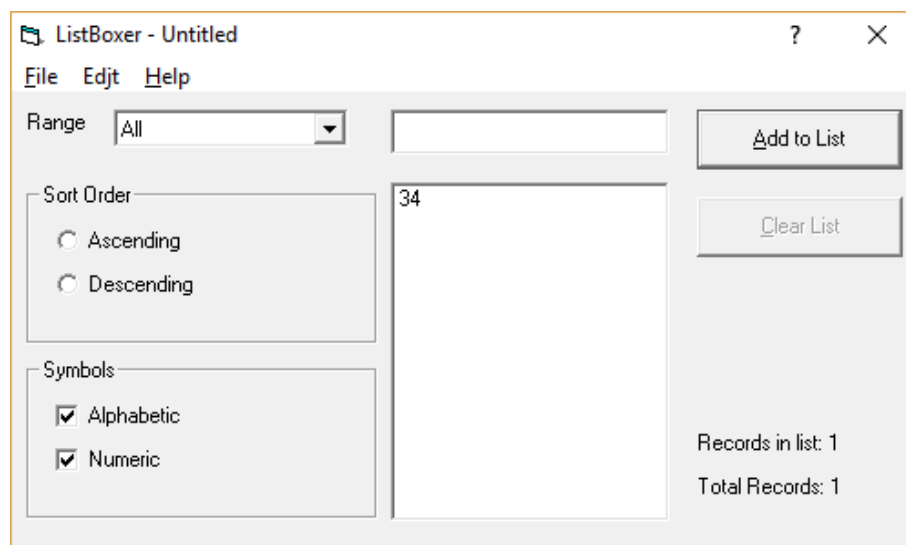 ListBoxer - Untitled ?
File Edjt Help
Range All Add to List
Sort Order
Ascending
Descending
34
Clear List
Symbols
Alphabetic
Numeric
Records in list: 1
Total Records: 1